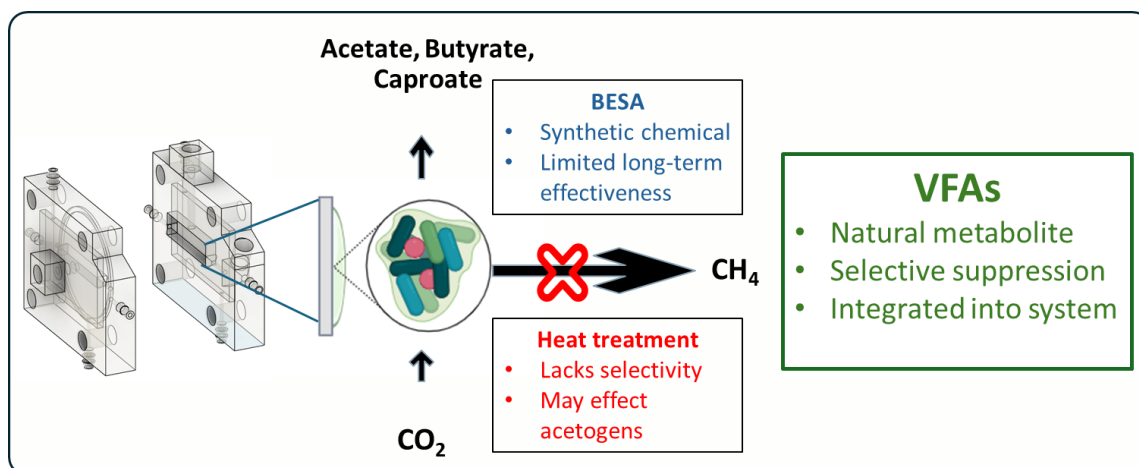 Acetate, Butyrate,
Caproate
BESA
• Synthetic chemical
• Limited long-term
effectiveness
CH₄
Heat treatment
• Lacks selectivity
• May effect
acetogens
CO₂
VFAs
• Natural metabolite
• Selective suppression
• Integrated into system